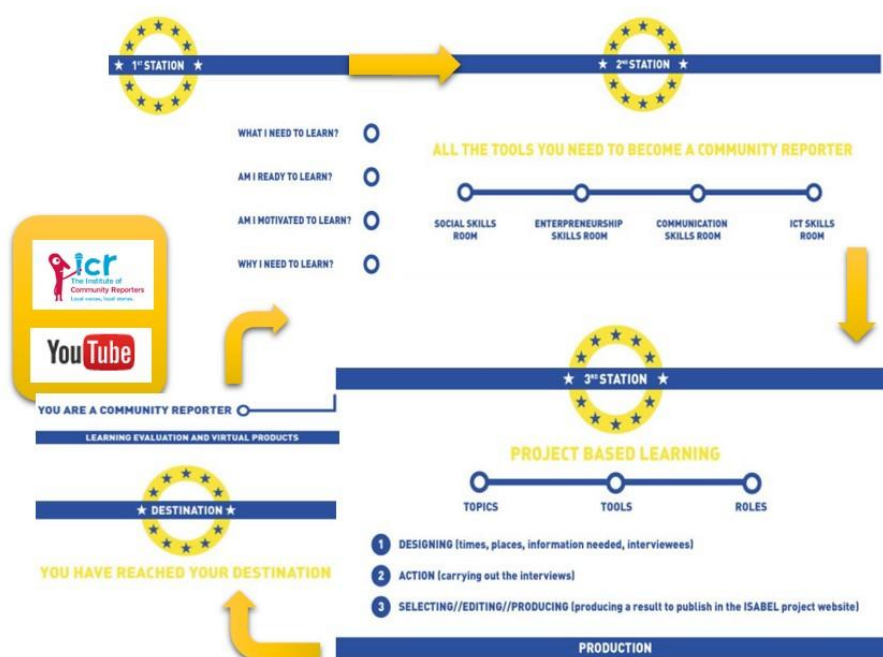 ★ 1ST STATION ★
★ 2ND STATION ★
WHAT I NEED TO LEARN?
AM I READY TO LEARN?
AM I MOTIVATED TO LEARN?
WHY I NEED TO LEARN?
ALL THE TOOLS YOU NEED TO BECOME A COMMUNITY REPORTER
SOCIAL SKILLS
ROOM
ENTERPRENEURSHIP
SKILLS ROOM
COMMUNICATION
SKILLS ROOM
ICT SKILLS
ROOM
icr
The Institute of
Community Reporters
Local voices, local stories.
YouTube
★ 3ND STATION ★
PROJECT BASED LEARNING
TOPICS
TOOLS
ROLES
1 DESIGNING (times, places, information needed, interviewees)
2 ACTION (carrying out the interviews)
3 SELECTING//EDITING//PRODUCING (producing a result to publish in the ISABEL project website)
PRODUCTION
YOU ARE A COMMUNITY REPORTER
LEARNING EVALUATION AND VIRTUAL PRODUCTS
★ DESTINATION ★
YOU HAVE REACHED YOUR DESTINATION